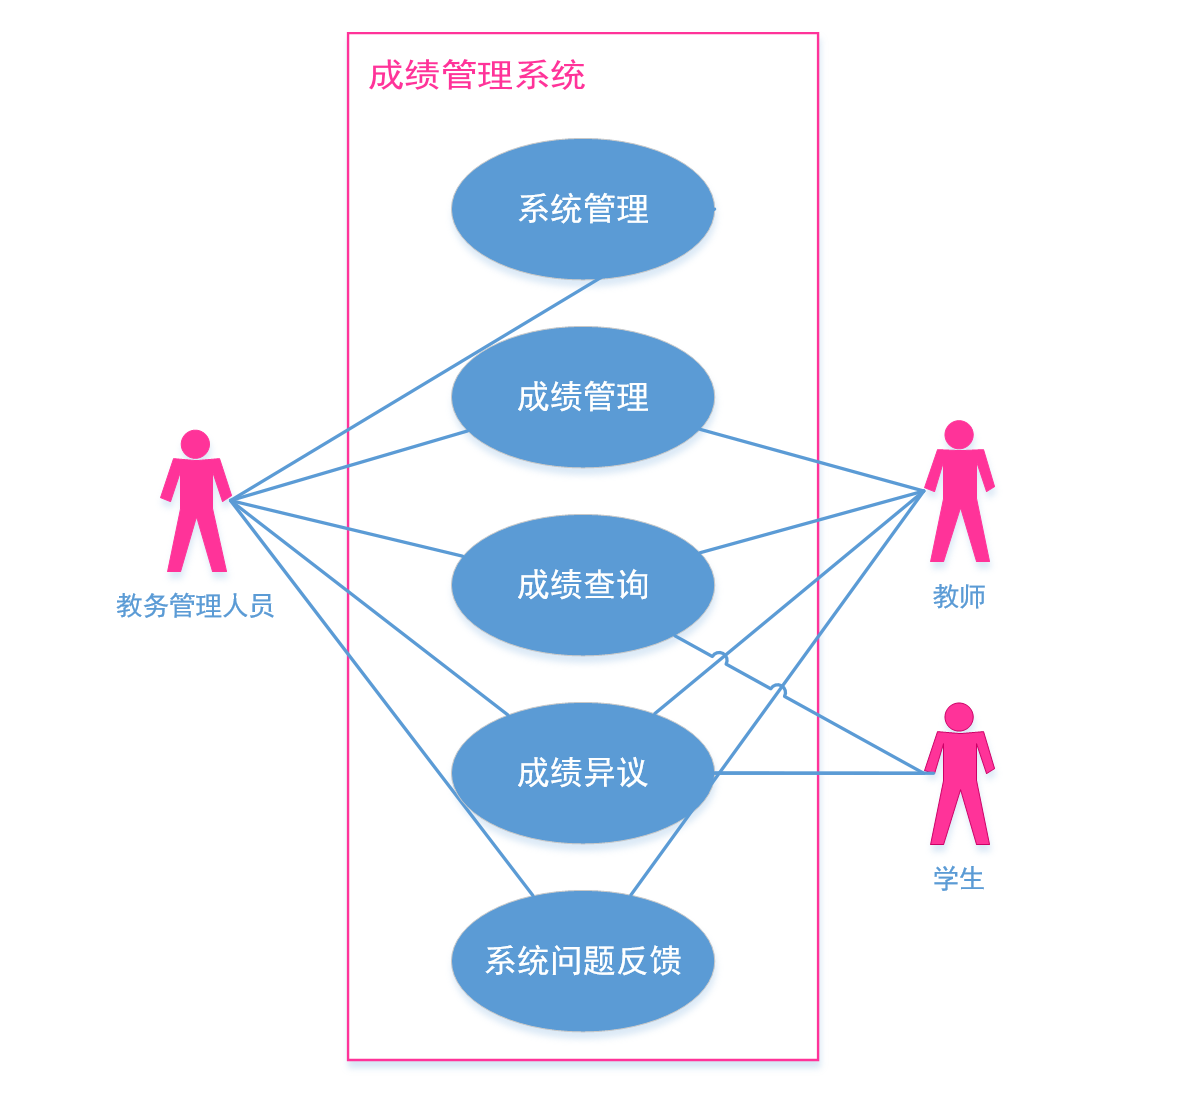 成绩管理系统
系统管理
成绩管理
成绩查询
成绩异议
系统问题反馈
教务管理人员
教师
学生